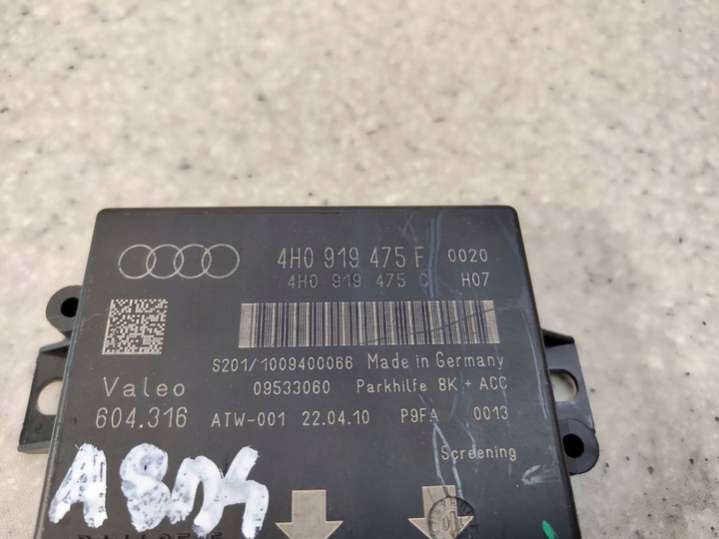 4H0 919 475 F 0020
4H0 919 475 C H07
S201/1009400066 Made in Germany
Valeo 09533060 Parkhilfe 8K + ACC
604.316 ATW-001 22.04.10 P9FA 0013
Screening